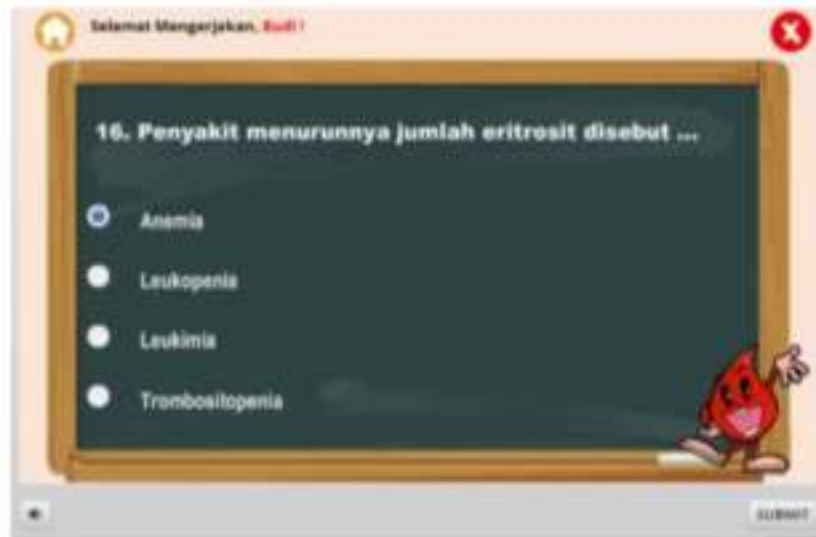 Selamat Mengerjakan, Budi !
16. Penyakit menurunnya jumlah eritrosit disebut ...
Anemia
Leukopenia
Leukimia
Trombositopenia
SUBMIT